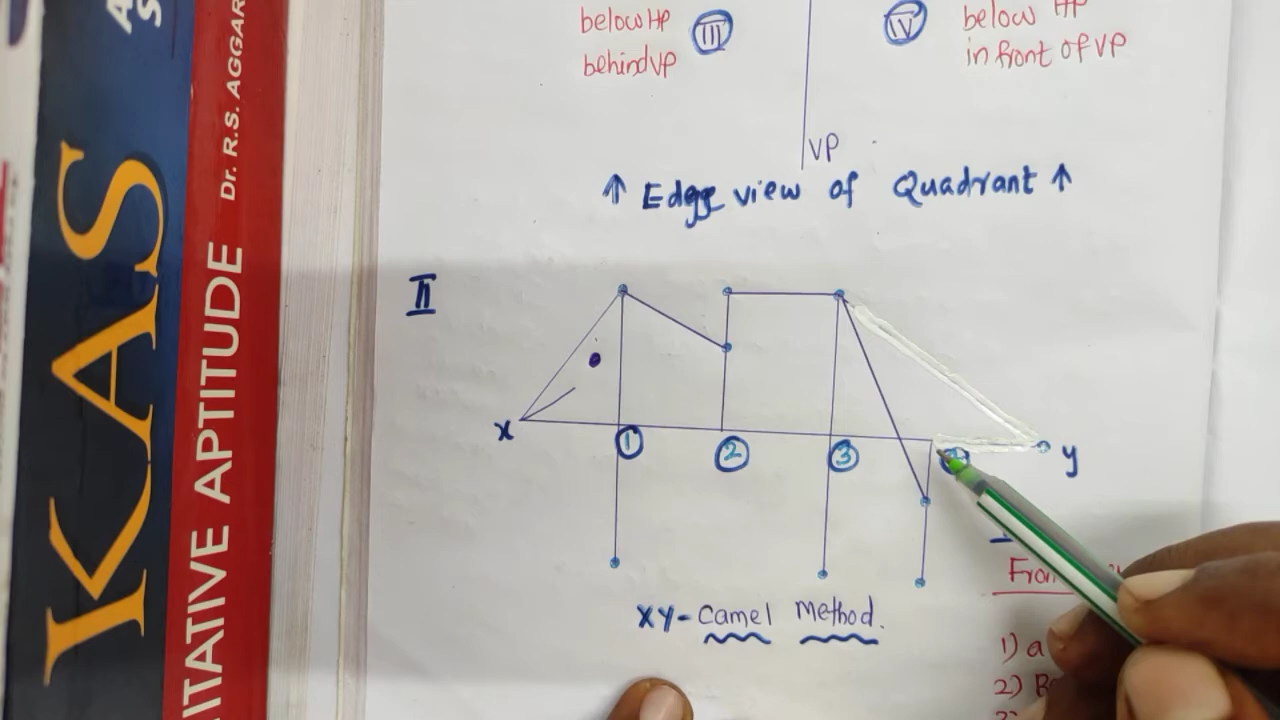 KAS
ITATIVE APTITUDE Dr. R.S. AGGAR
below HP
behind VP
III
IV
below HP
in front of VP
VP
↑ Edge view of Quadrant ↑
II
x
1
2
3
y
XY-Camel Method.
1) a
2)